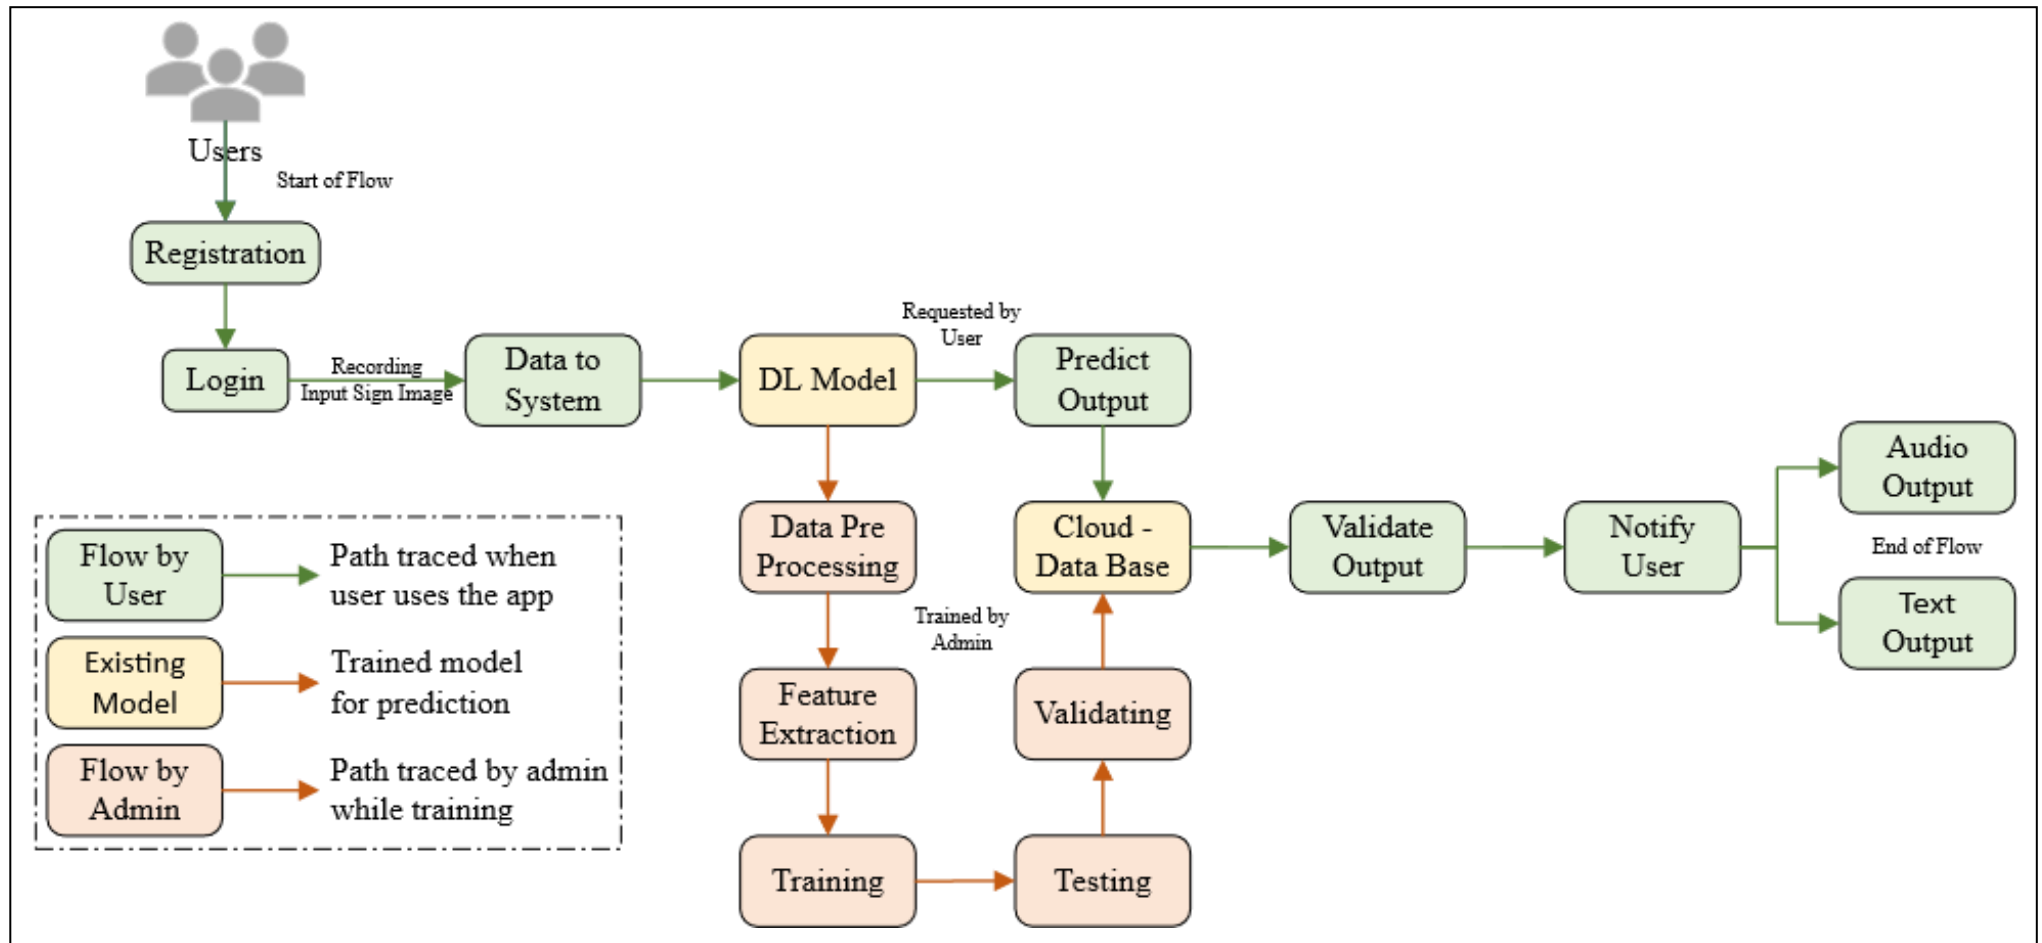 Users
Start of Flow
Registration
Login
Recording
Input Sign Image
Data to
System
DL Model
Requested by
User
Predict
Output
Data Pre
Processing
Cloud -
Data Base
Validate
Output
Notify
User
Audio
Output
End of Flow
Text
Output
Trained by
Admin
Feature
Extraction
Validating
Training
Testing
Flow by
User
Path traced when
user uses the app
Existing
Model
Trained model
for prediction
Flow by
Admin
Path traced by admin
while training